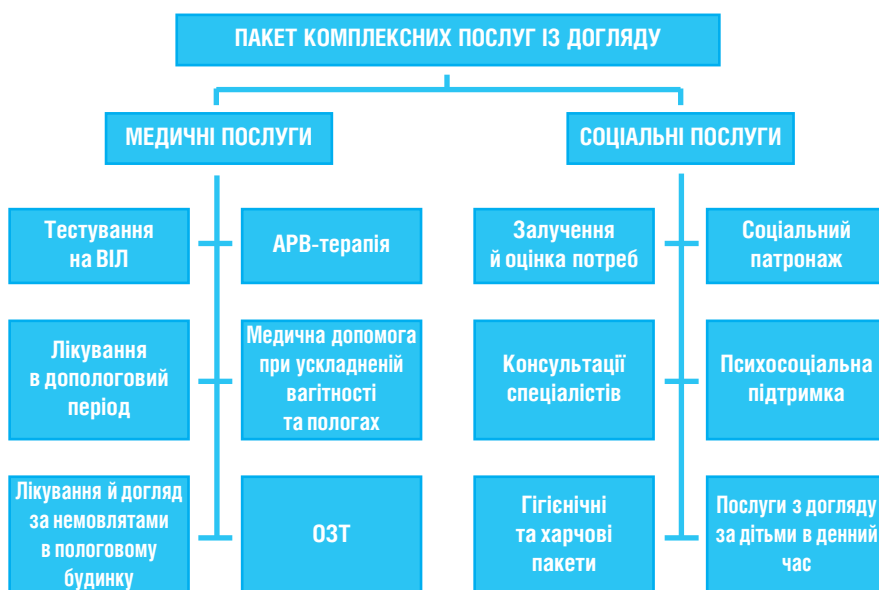 ПАКЕТ КОМПЛЕКСНИХ ПОСЛУГ ІЗ ДОГЛЯДУ
МЕДИЧНІ ПОСЛУГИ
СОЦІАЛЬНІ ПОСЛУГИ
Тестування
на ВІЛ
АРВ-терапія
Залучення
й оцінка потреб
Соціальний
патронаж
Лікування
в допологовий
період
Медична допомога
при ускладненій
вагітності
та пологах
Консультації
спеціалістів
Психосоціальна
підтримка
Лікування й догляд
за немовлятами
в пологовому
будинку
ОЗТ
Гігієнічні
та харчові
пакети
Послуги з догляду
за дітьми в денний
час